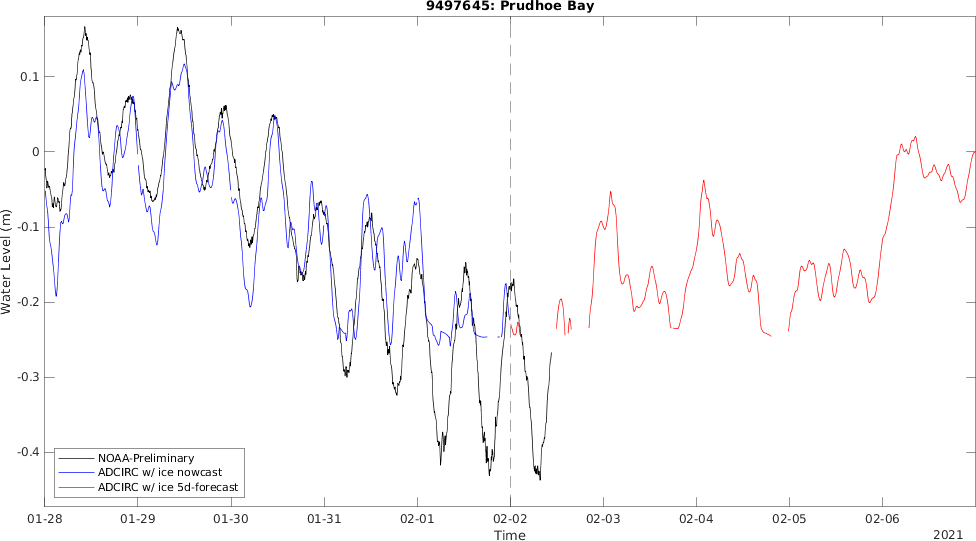 9497645: Prudhoe Bay
Water Level (m)
0.1
0
-0.1
-0.2
-0.3
-0.4
NOAA-Preliminary
ADCIRC w/ ice nowcast
ADCIRC w/ ice 5d-forecast
01-28 01-29 01-30 01-31 02-01 02-02 02-03 02-04 02-05 02-06
Time
2021